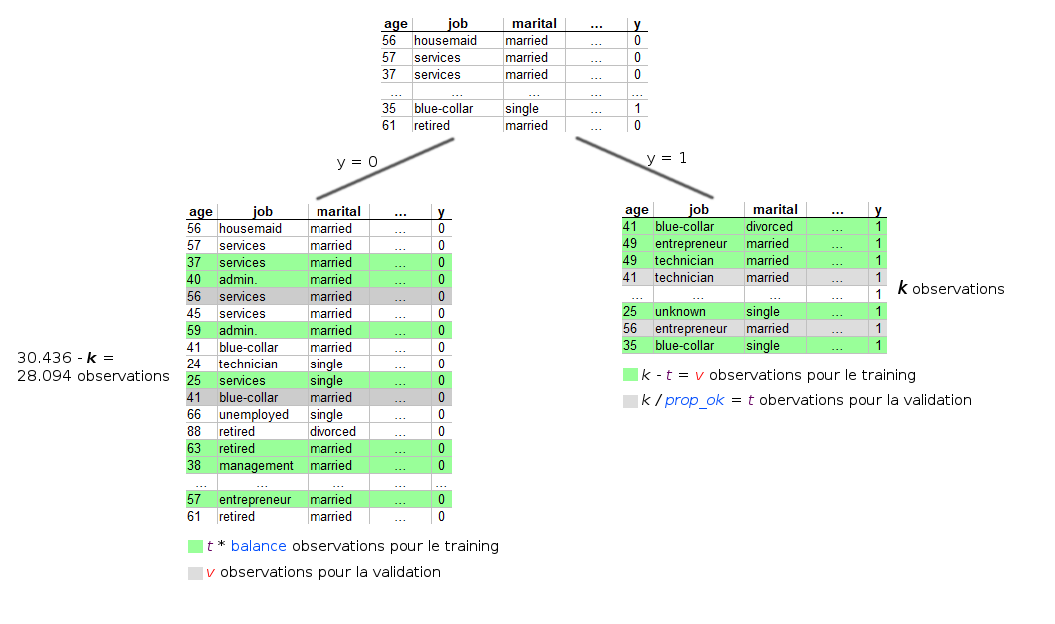 age job marital ... y
56 housemaid married ... 0
57 services married ... 0
37 services married ... 0
... ... ... ... ...
35 blue-collar single ... 1
61 retired married ... 0
y = 0
y = 1
age job marital ... y
56 housemaid married ... 0
57 services married ... 0
37 services married ... 0
40 admin. married ... 0
56 services married ... 0
45 services married ... 0
59 admin. married ... 0
41 blue-collar married ... 0
24 technician single ... 0
25 services single ... 0
41 blue-collar married ... 0
66 unemployed single ... 0
88 retired divorced ... 0
63 retired married ... 0
38 management married ... 0
... ... ... ... ...
57 entrepreneur married ... 0
61 retired married ... 0
30.436 - k =
28.094 observations
t * balance observations pour le training
v observations pour la validation
age job marital ... y
41 blue-collar divorced ... 1
49 entrepreneur married ... 1
49 technician married ... 1
41 technician married ... 1
... ... ... ... 1
25 unknown single ... 1
56 entrepreneur married ... 1
35 blue-collar single ... 1
k observations
k - t = v observations pour le training
k / prop_ok = t obervations pour la validation